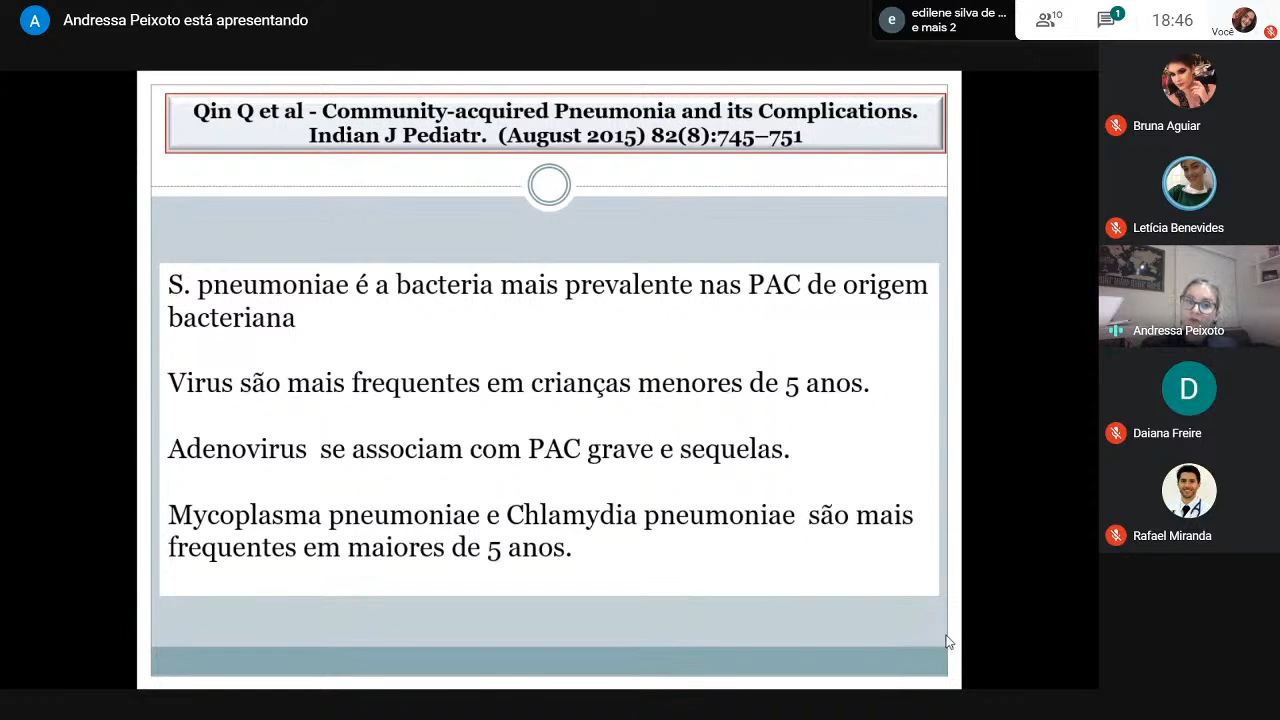 A
Andressa Peixoto está apresentando
e
edilene silva de ...
e mais 2
10
1
18:46
Você
Qin Q et al - Community-acquired Pneumonia and its Complications.
Indian J Pediatr.  (August 2015) 82(8):745–751
S. pneumoniae é a bacteria mais prevalente nas PAC de origem
bacteriana
Virus são mais frequentes em crianças menores de 5 anos.
Adenovirus  se associam com PAC grave e sequelas.
Mycoplasma pneumoniae e Chlamydia pneumoniae  são mais
frequentes em maiores de 5 anos.
Bruna Aguiar
Letícia Benevides
Andressa Peixoto
D
Daiana Freire
Rafael Miranda